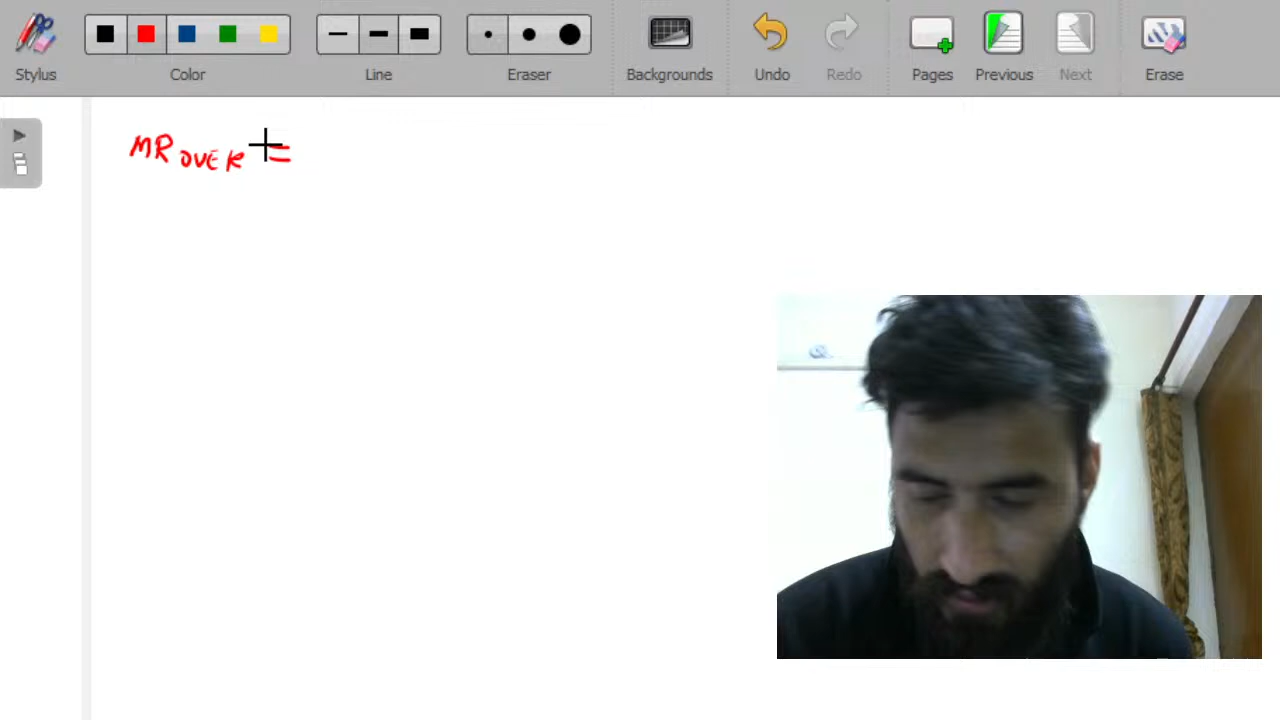 Stylus Color Line Eraser Backgrounds Undo Redo Pages Previous Next Erase
MR OVER =